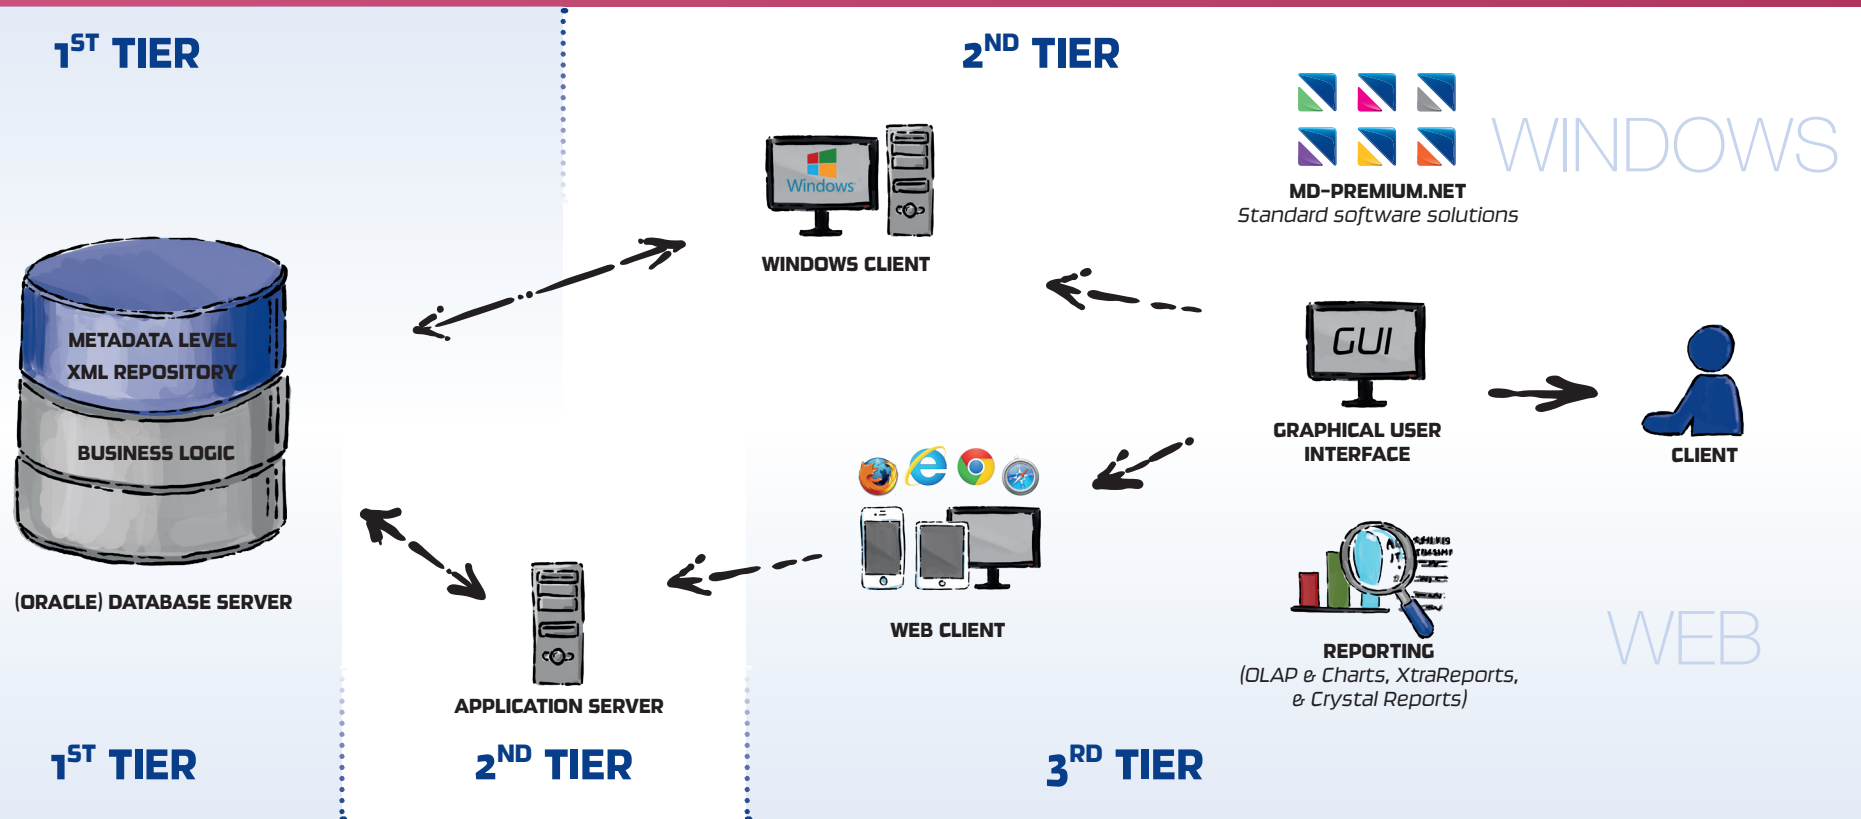 1ST TIER
2ND TIER
WINDOWS
MD-PREMIUM.NET
Standard software solutions
Windows
WINDOWS CLIENT
METADATA LEVEL
XML REPOSITORY
BUSINESS LOGIC
(ORACLE) DATABASE SERVER
GUI
GRAPHICAL USER
INTERFACE
CLIENT
WEB CLIENT
APPLICATION SERVER
REPORTING
(OLAP & Charts, XtraReports,
& Crystal Reports)
WEB
1ST TIER
2ND TIER
3RD TIER